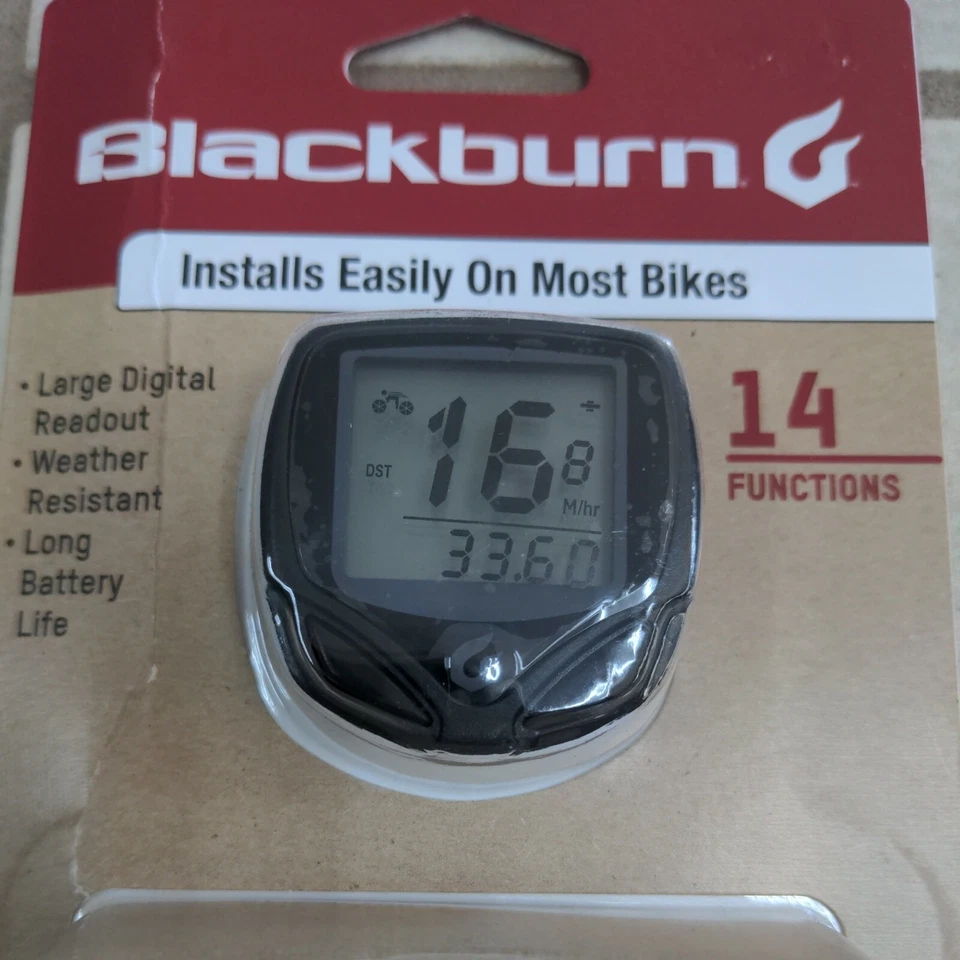 Blackburn
Installs Easily On Most Bikes
• Large Digital
Readout
• Weather
Resistant
• Long
Battery
Life
16 8
DST
M/hr
33.60
14
FUNCTIONS